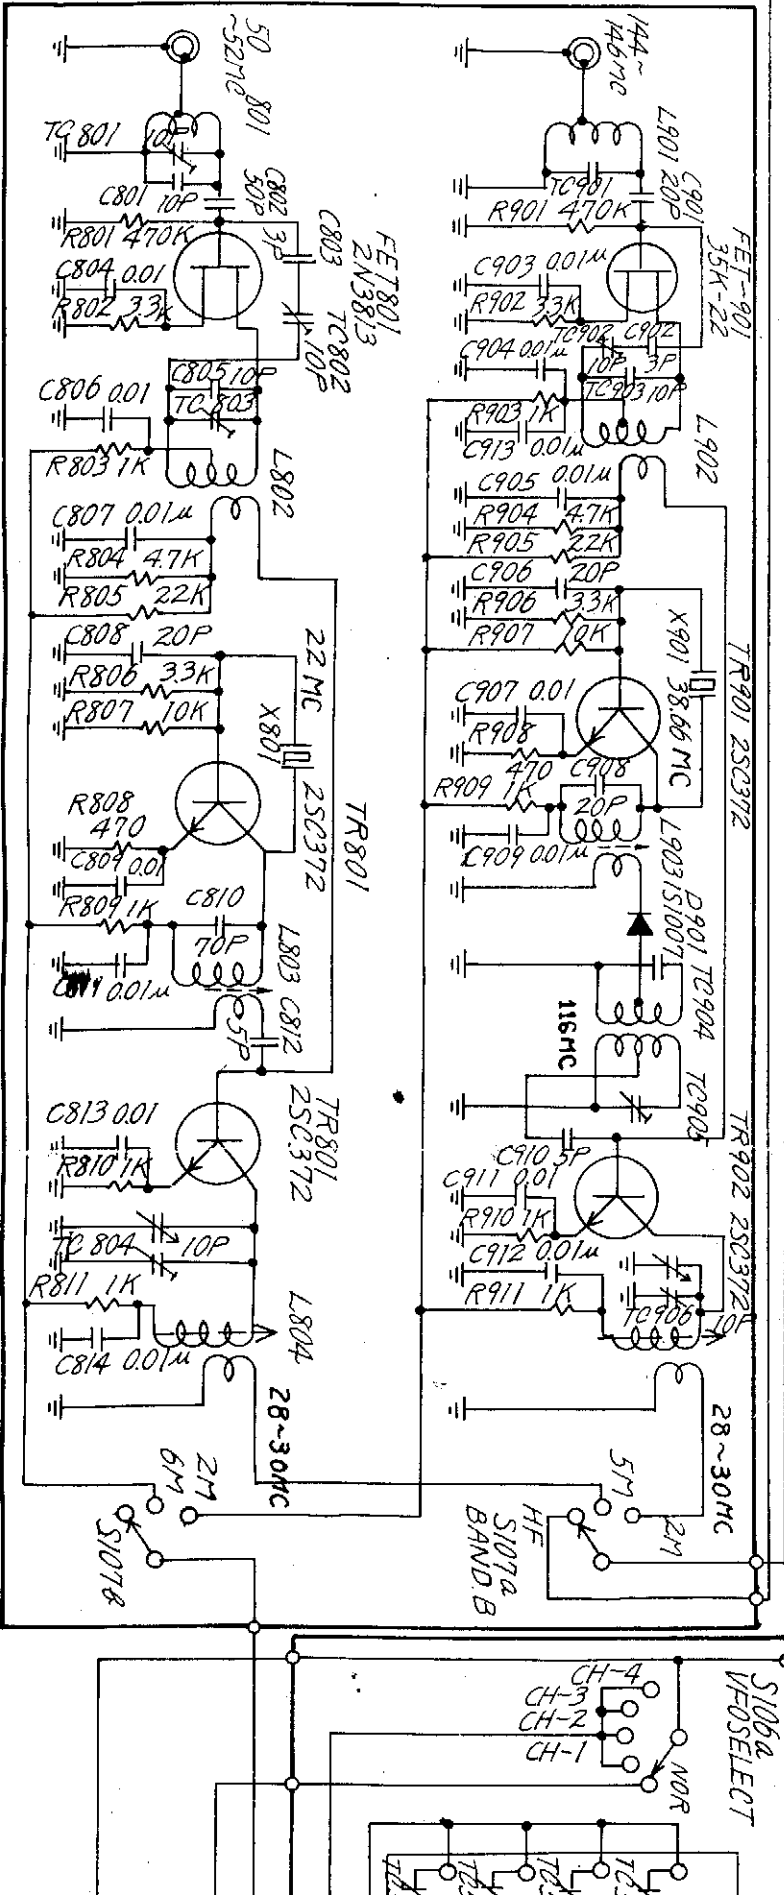 50
~52MC
801
TC801
10P
C801
10P
C802
50P
R801 470K
3P
C803
C804 0.01
R802 3.3K
FET801
2N3813
TC802
10P
C805 10P
TC803
C806 0.01
R803 1K
L802
C807 0.01μ
R804 4.7K
R805 22K
C808 20P
R806 3.3K
R807 10K
22MC
X801
R808
470
2SC372
TR801
C809 0.01
R809 1K
C810
70P
0.01μ
L803 C812
5P
C813 0.01
R810 1K
TR801
2SC372
TC804 10P
R811 1K
L804
C814 0.01μ
28~30MC
2M
6M
S107B
144~
146MC
L901
C901
20P
TC901
R901 470K
C903 0.01μ
R902 33K
FET-901
35K-22
TC902 C902
10P 3P
C904 0.01μ
TC903 10P
R903 1K
C913 0.01μ
L902
C905 0.01μ
R904 4.7K
R905 22K
C906 20P
R906 3.3K
R907 0K
X901 38.66MC
TR901 2SC372
C907 0.01
R908
470
C908
20P
R909 1K
C909 0.01μ
L903
D901 TC904
1S1007
116MC
TC905
C910 5P
TR902 2SC372
C911 0.01
R910 1K
C912 0.01μ
R911 1K
TC906
10P
28~30MC
5M
2M
HF
S107a
BAND.B
S106a
VFOSELECT
CH-4
CH-3
CH-2
CH-1
NOR